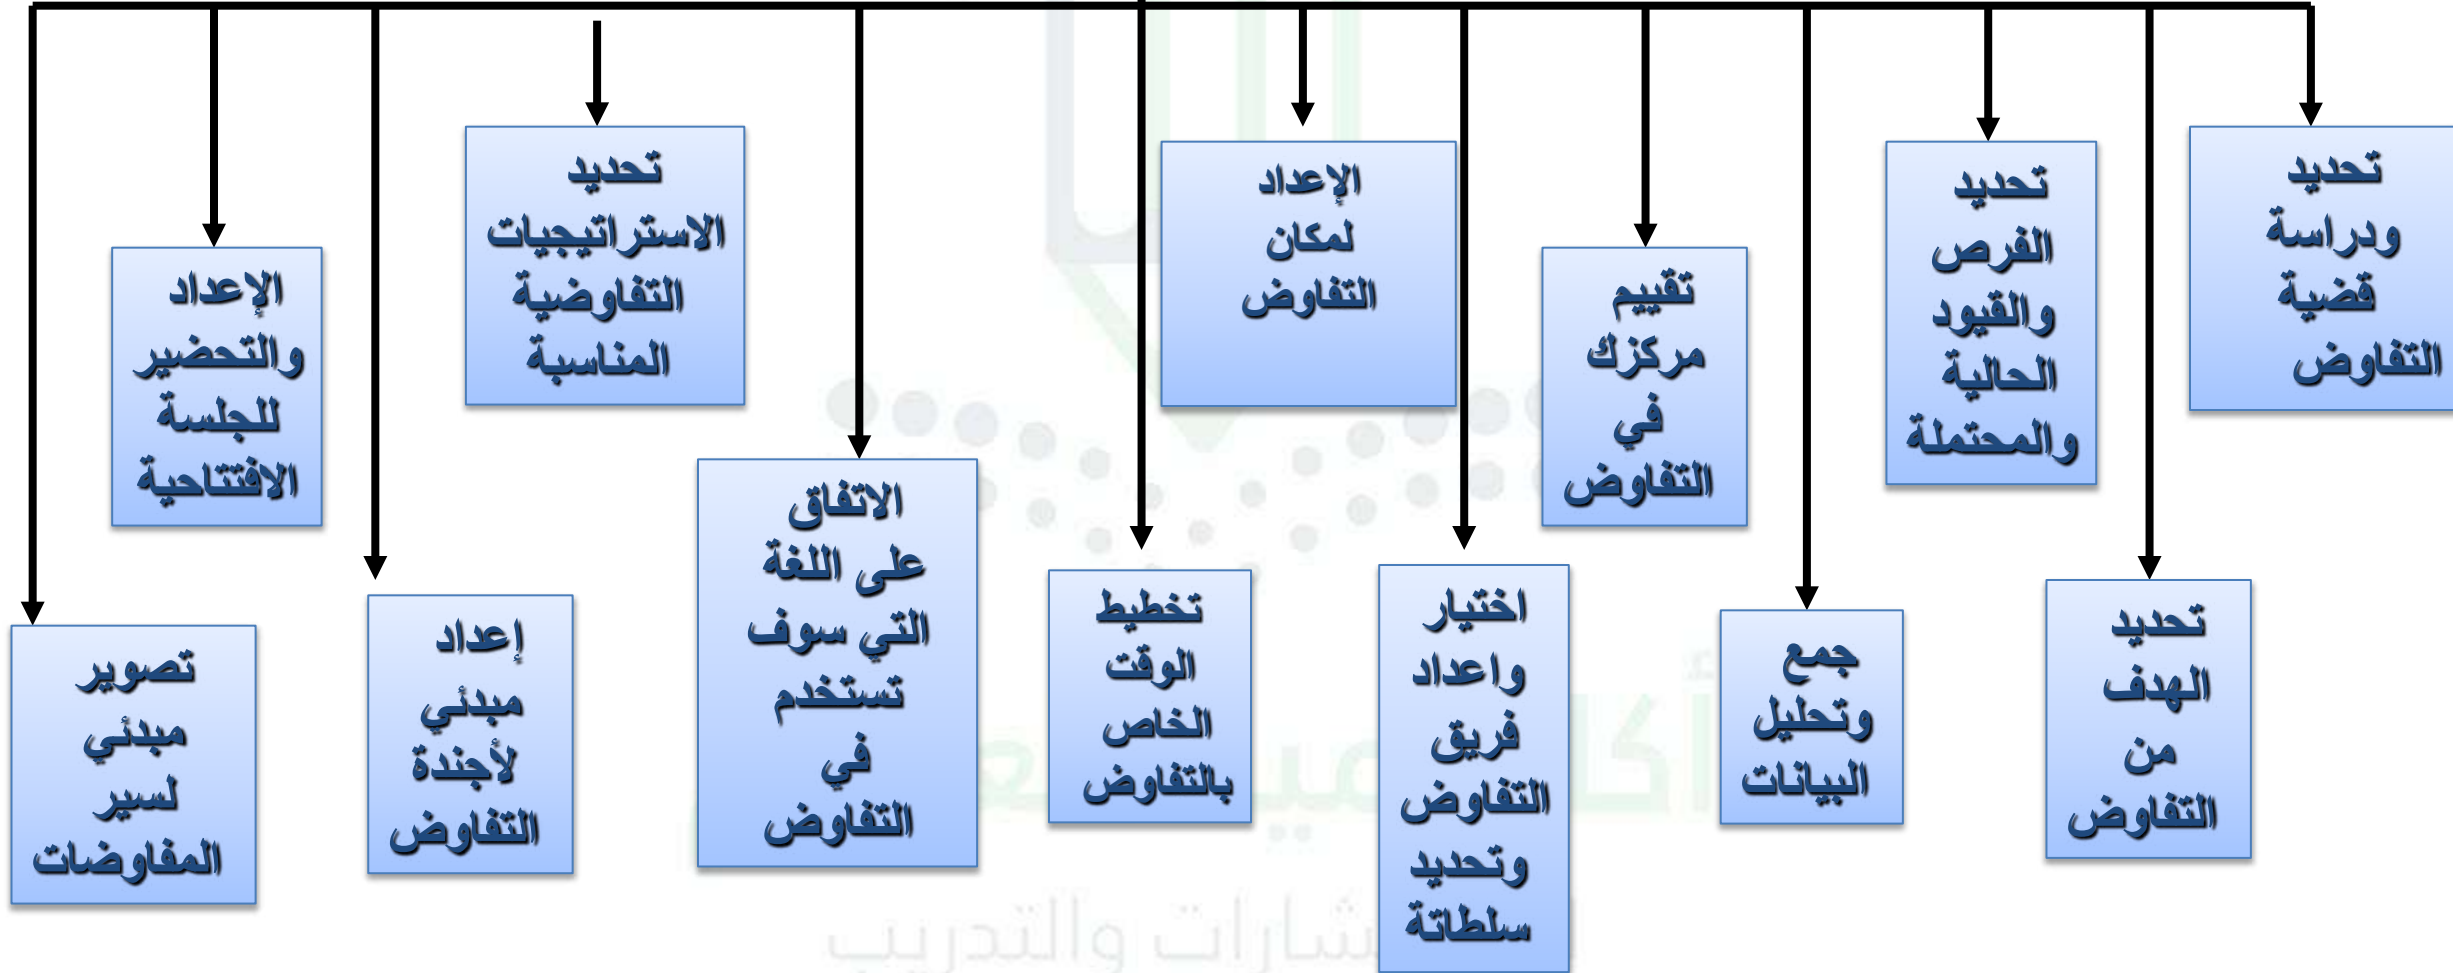 تحديد
ودراسة
قضية
التفاوض
تحديد
الهدف
من
التفاوض
تحديد
الفرص
والقيود
الحالية
والمحتملة
جمع
وتحليل
البيانات
تقييم
مركزك
في
التفاوض
اختيار
واعداد
فريق
التفاوض
وتحديد
سلطاتة
الإعداد
لمكان
التفاوض
تخطيط
الوقت
الخاص
بالتفاوض
الاتفاق
على اللغة
التي سوف
تستخدم
في
التفاوض
تحديد
الاستراتيجيات
التفاوضية
المناسبة
إعداد
مبدئي
لأجندة
التفاوض
الإعداد
والتحضير
للجلسة
الافتتاحية
تصوير
مبدئي
لسير
المفاوضات
والتدريب